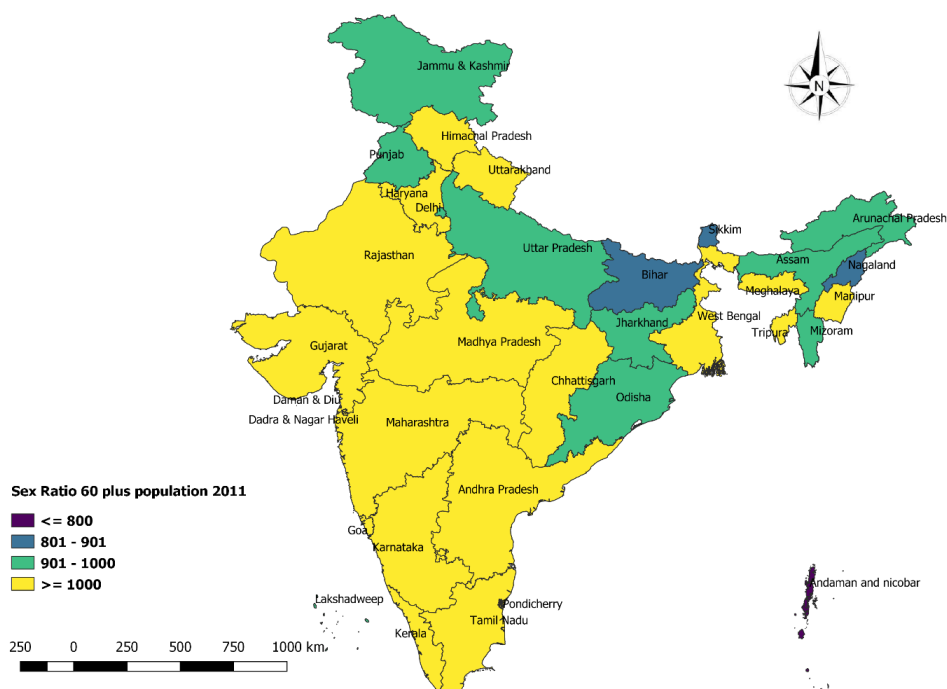 Jammu & Kashmir
N
Himachal Pradesh
Punjab
Uttarakhand
Haryana
Delhi
Arunachal Pradesh
Sikkim
Uttar Pradesh
Rajasthan
Assam
Nagaland
Bihar
Meghalaya
Manipur
West Bengal
Jharkhand
Tripura
Mizoram
Gujarat
Madhya Pradesh
Chhattisgarh
Daman & Diu
Odisha
Dadra & Nagar Haveli
Maharashtra
Andhra Pradesh
Sex Ratio 60 plus population 2011
<= 800
801 - 901
901 - 1000
>= 1000
Goa
Karnataka
Andaman and nicobar
Lakshadweep
Pondicherry
Tamil Nadu
Kerala
250 0 250 500 750 1000 km